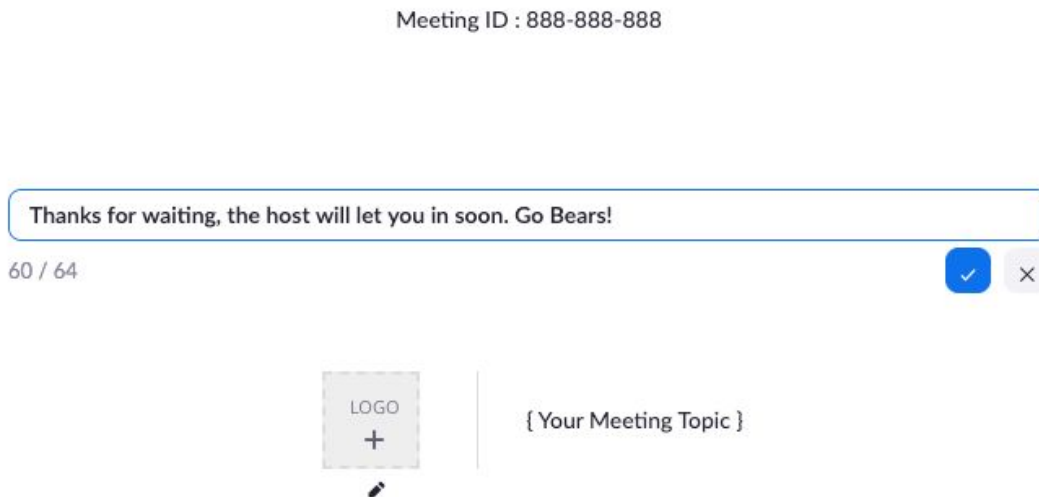 Meeting ID : 888-888-888
Thanks for waiting, the host will let you in soon. Go Bears!
60 / 64
LOGO
+
{ Your Meeting Topic }